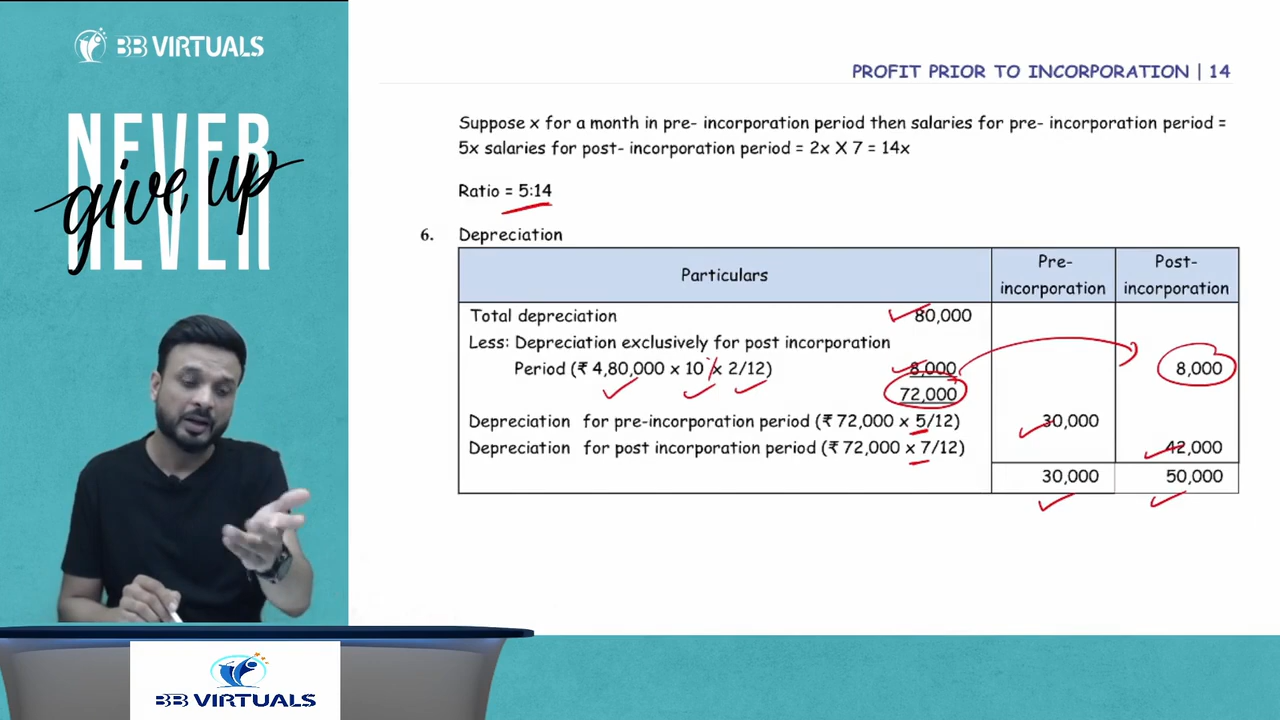 BB VIRTUALS
NEVER
give up
NEVER
PROFIT PRIOR TO INCORPORATION | 14
Suppose x for a month in pre- incorporation period then salaries for pre- incorporation period =
5x salaries for post- incorporation period = 2x X 7 = 14x
Ratio = 5:14
6. Depreciation
Particulars Pre-incorporation Post-incorporation
Total depreciation 80,000
Less: Depreciation exclusively for post incorporation
Period (₹ 4,80,000 x 10 % x 2/12) 8,000 8,000
72,000
Depreciation for pre-incorporation period (₹ 72,000 x 5/12) 30,000
Depreciation for post incorporation period (₹ 72,000 x 7/12) 42,000
30,000 50,000
BB VIRTUALS